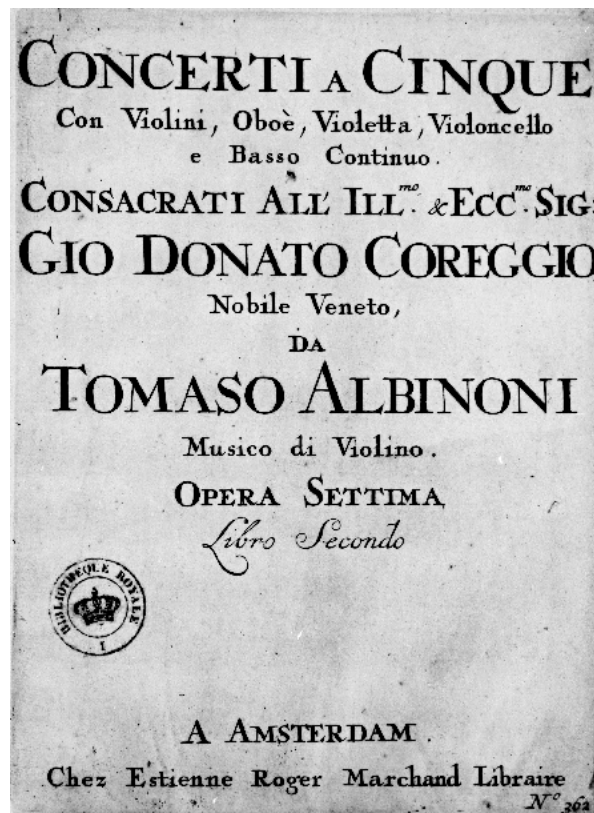 CONCERTI A CINQUE
Con Violini, Oboè, Violetta, Violoncello
e Basso Continuo.
CONSACRATI ALL' ILL.mo & ECC.mo SIG:
GIO DONATO COREGGIO
Nobile Veneto,
DA
TOMASO ALBINONI
Musico di Violino.
OPERA SETTIMA
Libro Secondo
BIBLIOTHEQUE ROYALE
I
A AMSTERDAM.
Chez Estienne Roger Marchand Libraire
N.o 362